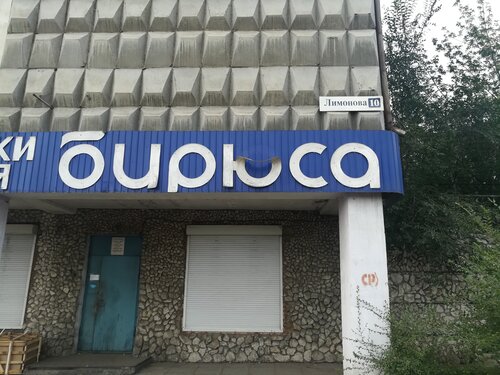 Лимонова 10
КИ
Я
бирюса